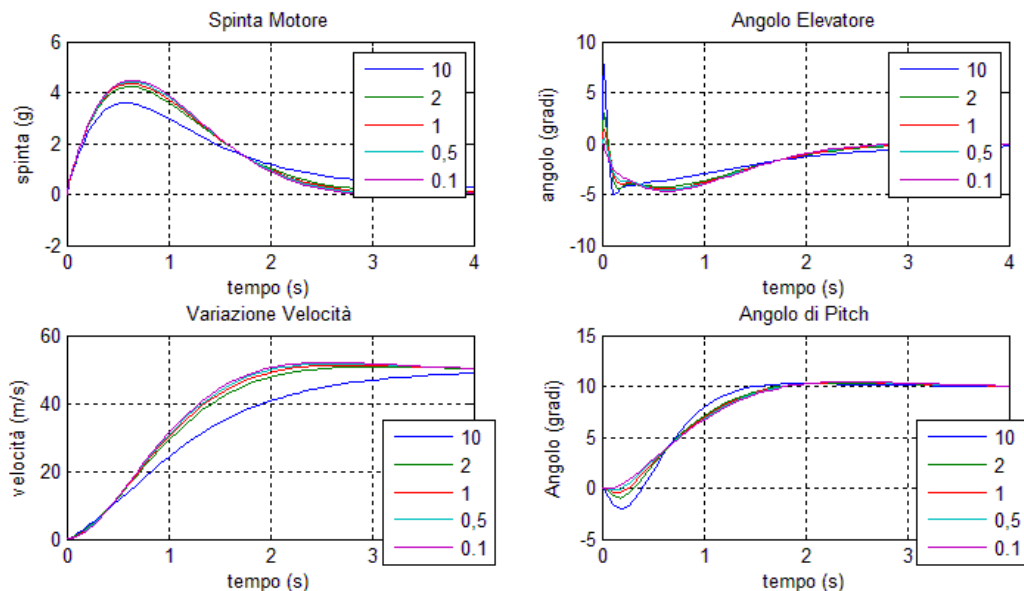 Spinta Motore
spinta (g)
6
4
2
0
-2
0 1 2 3 4
tempo (s)
10
2
1
0,5
0.1
Angolo Elevatore
angolo (gradi)
10
5
0
-5
-10
0 1 2 3 4
tempo (s)
10
2
1
0,5
0.1
Variazione Velocità
velocità (m/s)
60
40
20
0
0 1 2 3
tempo (s)
10
2
1
0,5
0.1
Angolo di Pitch
Angolo (gradi)
15
10
5
0
-5
0 1 2 3
tempo (s)
10
2
1
0,5
0.1